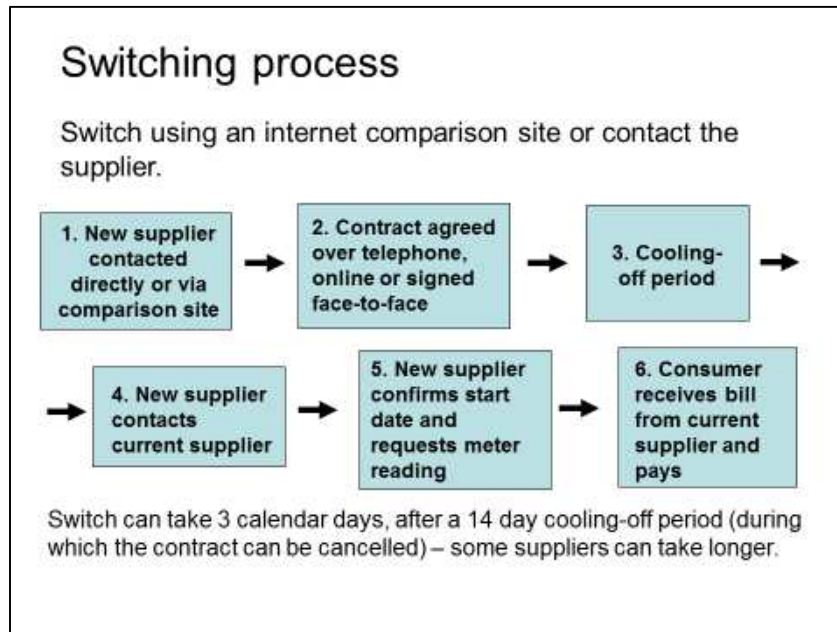 Switching process
Switch using an internet comparison site or contact the
supplier.
1. New supplier
contacted
directly or via
comparison site
2. Contract agreed
over telephone,
online or signed
face-to-face
3. Cooling-
off period
4. New supplier
contacts
current supplier
5. New supplier
confirms start
date and
requests meter
reading
6. Consumer
receives bill
from current
supplier and
pays
Switch can take 3 calendar days, after a 14 day cooling-off period (during
which the contract can be cancelled) – some suppliers can take longer.